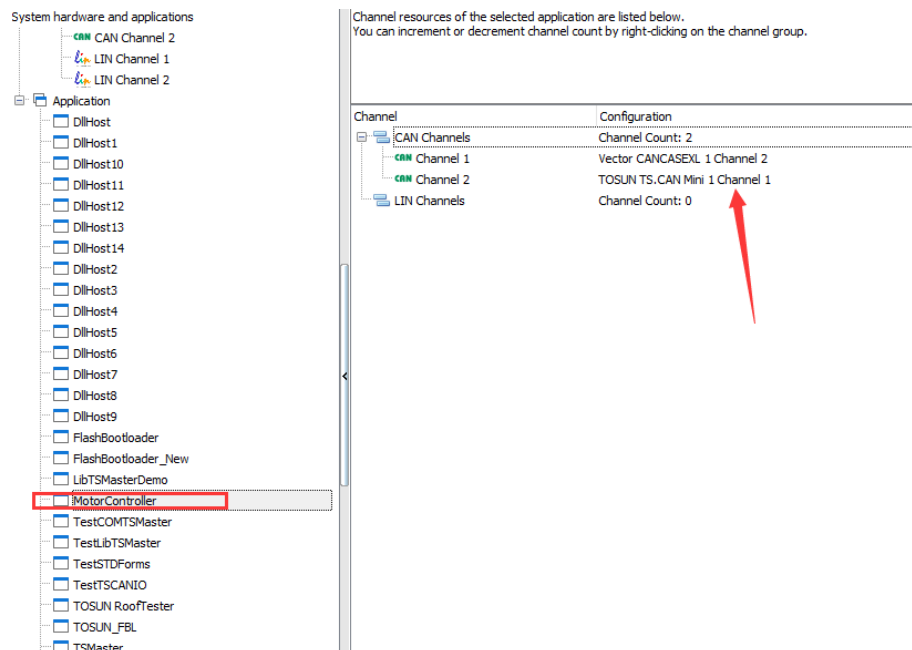 System hardware and applications
CAN CAN Channel 2
Lin LIN Channel 1
Lin LIN Channel 2
Application
DllHost
DllHost1
DllHost10
DllHost11
DllHost12
DllHost13
DllHost14
DllHost2
DllHost3
DllHost4
DllHost5
DllHost6
DllHost7
DllHost8
DllHost9
FlashBootloader
FlashBootloader_New
LibTSMasterDemo
MotorController
TestCOMTSMaster
TestLibTSMaster
TestSTDForms
TestTSCANIO
TOSUN RoofTester
TOSUN_FBL
TSMaster
Channel resources of the selected application are listed below.
You can increment or decrement channel count by right-clicking on the channel group.
Channel Configuration
CAN Channels Channel Count: 2
CAN Channel 1 Vector CANCASEXL 1 Channel 2
CAN Channel 2 TOSUN TS.CAN Mini 1 Channel 1
LIN Channels Channel Count: 0